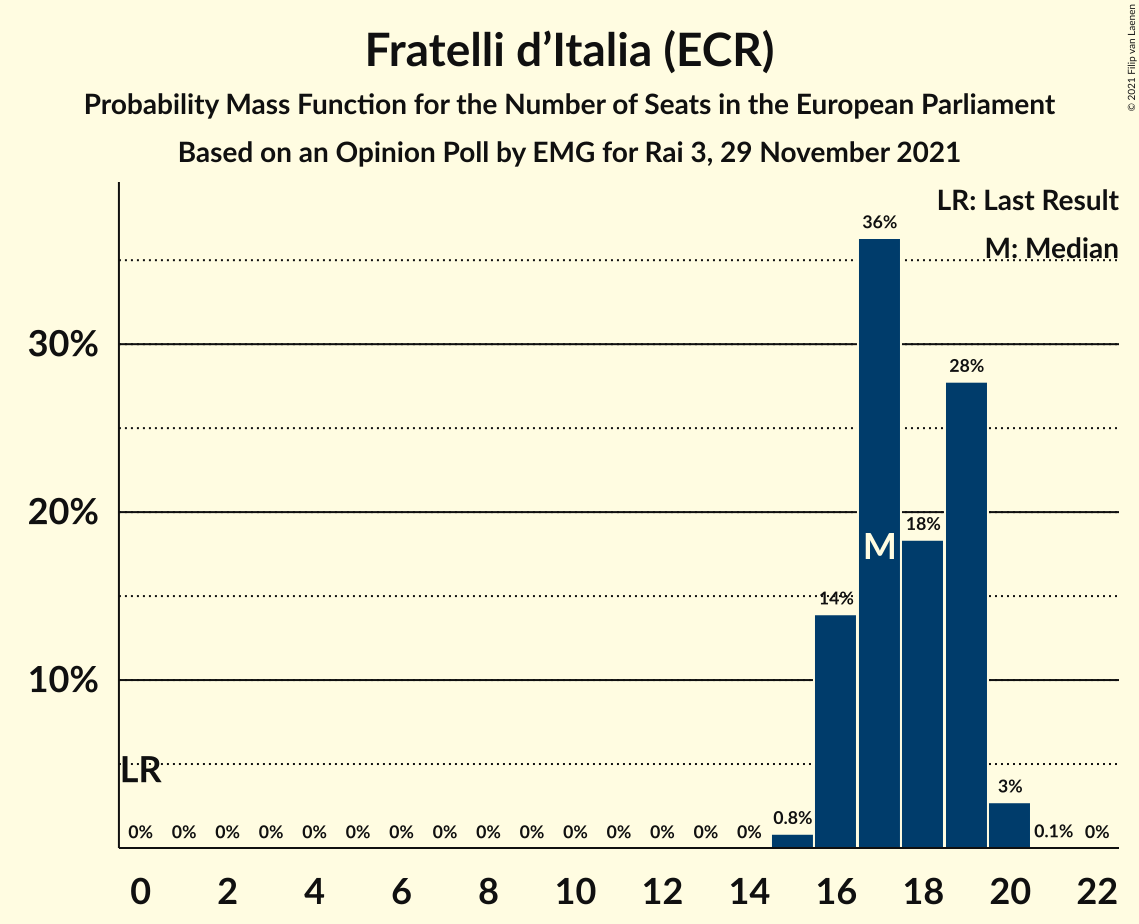 Fratelli d’Italia (ECR)
Probability Mass Function for the Number of Seats in the European Parliament
Based on an Opinion Poll by EMG for Rai 3, 29 November 2021
© 2021 Filip van Laenen
LR: Last Result
M: Median
36%
30%
28%
20%
18%
M
14%
10%
LR
0% 0% 0% 0% 0% 0% 0% 0% 0% 0% 0% 0% 0% 0% 0% 0.8% 3% 0.1% 0%
0 2 4 6 8 10 12 14 16 18 20 22